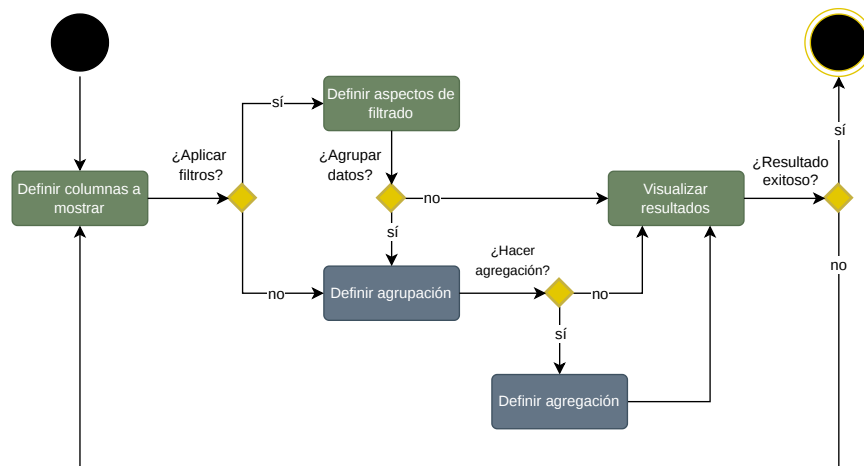 sí
Definir aspectos de
filtrado
sí
¿Aplicar
filtros?
¿Agrupar
datos?
¿Resultado
exitoso?
Definir columnas a
mostrar
no
Visualizar
resultados
sí
no
¿Hacer
agregación?
no
Definir agrupación
no
sí
Definir agregación